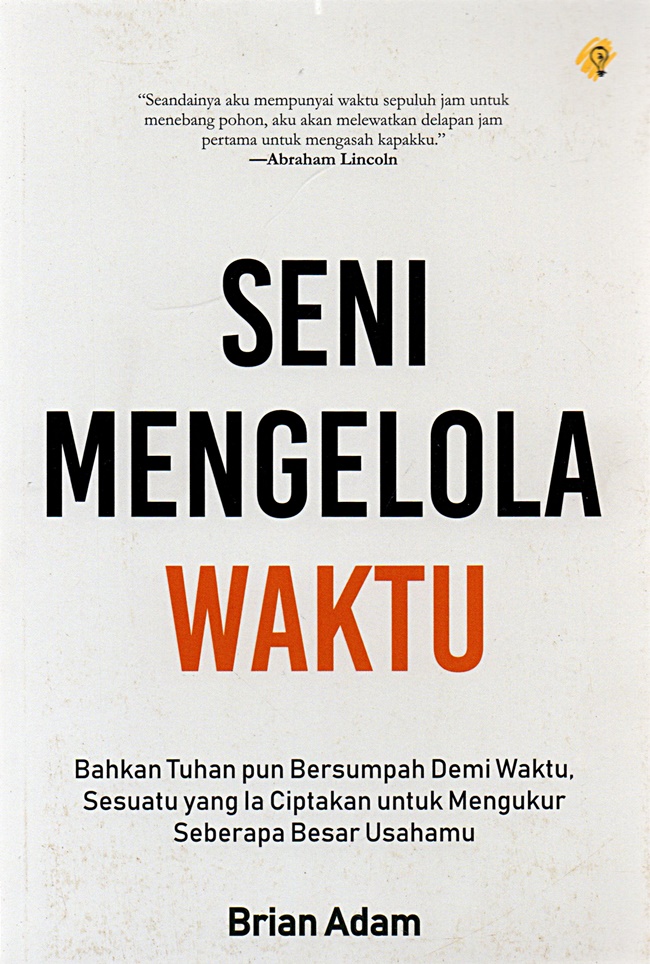 “Seandainya aku mempunyai waktu sepuluh jam untuk
menebang pohon, aku akan melewatkan delapan jam
pertama untuk mengasah kapakku.”
—Abraham Lincoln
SENI
MENGELOLA
WAKTU
Bahkan Tuhan pun Bersumpah Demi Waktu,
Sesuatu yang Ia Ciptakan untuk Mengukur
Seberapa Besar Usahamu
Brian Adam